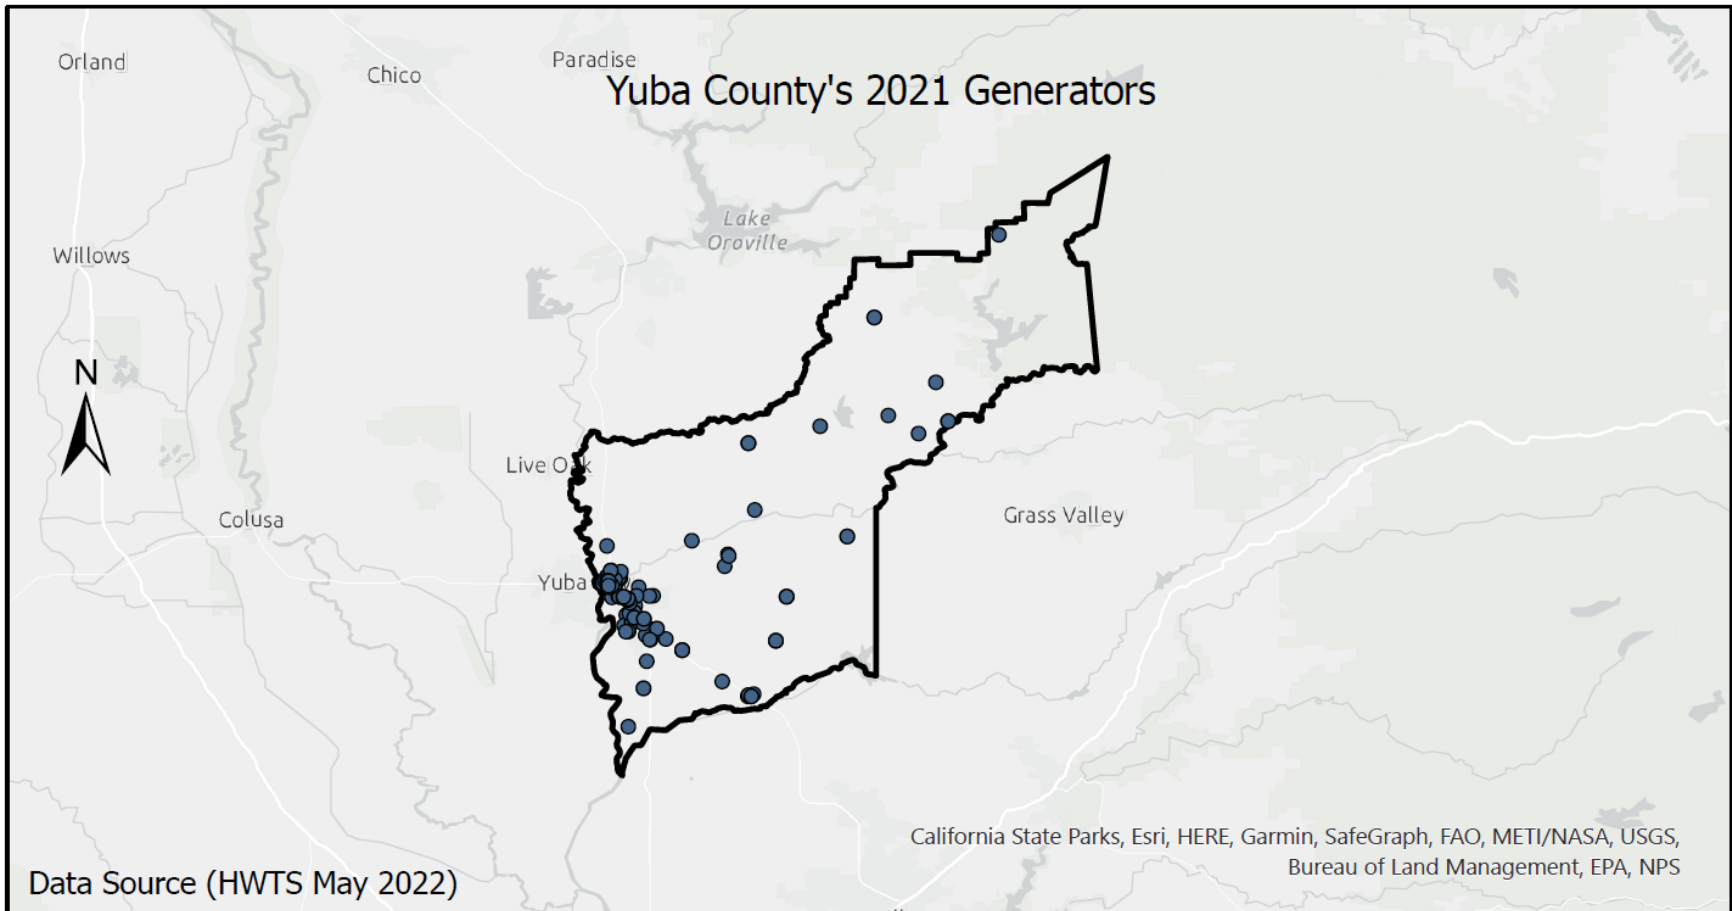 Orland
Chico
Paradise
Yuba County's 2021 Generators
Lake
Oroville
Willows
N
Live Oak
Colusa
Grass Valley
Yuba
California State Parks, Esri, HERE, Garmin, SafeGraph, FAO, METI/NASA, USGS,
Bureau of Land Management, EPA, NPS
Data Source (HWTS May 2022)